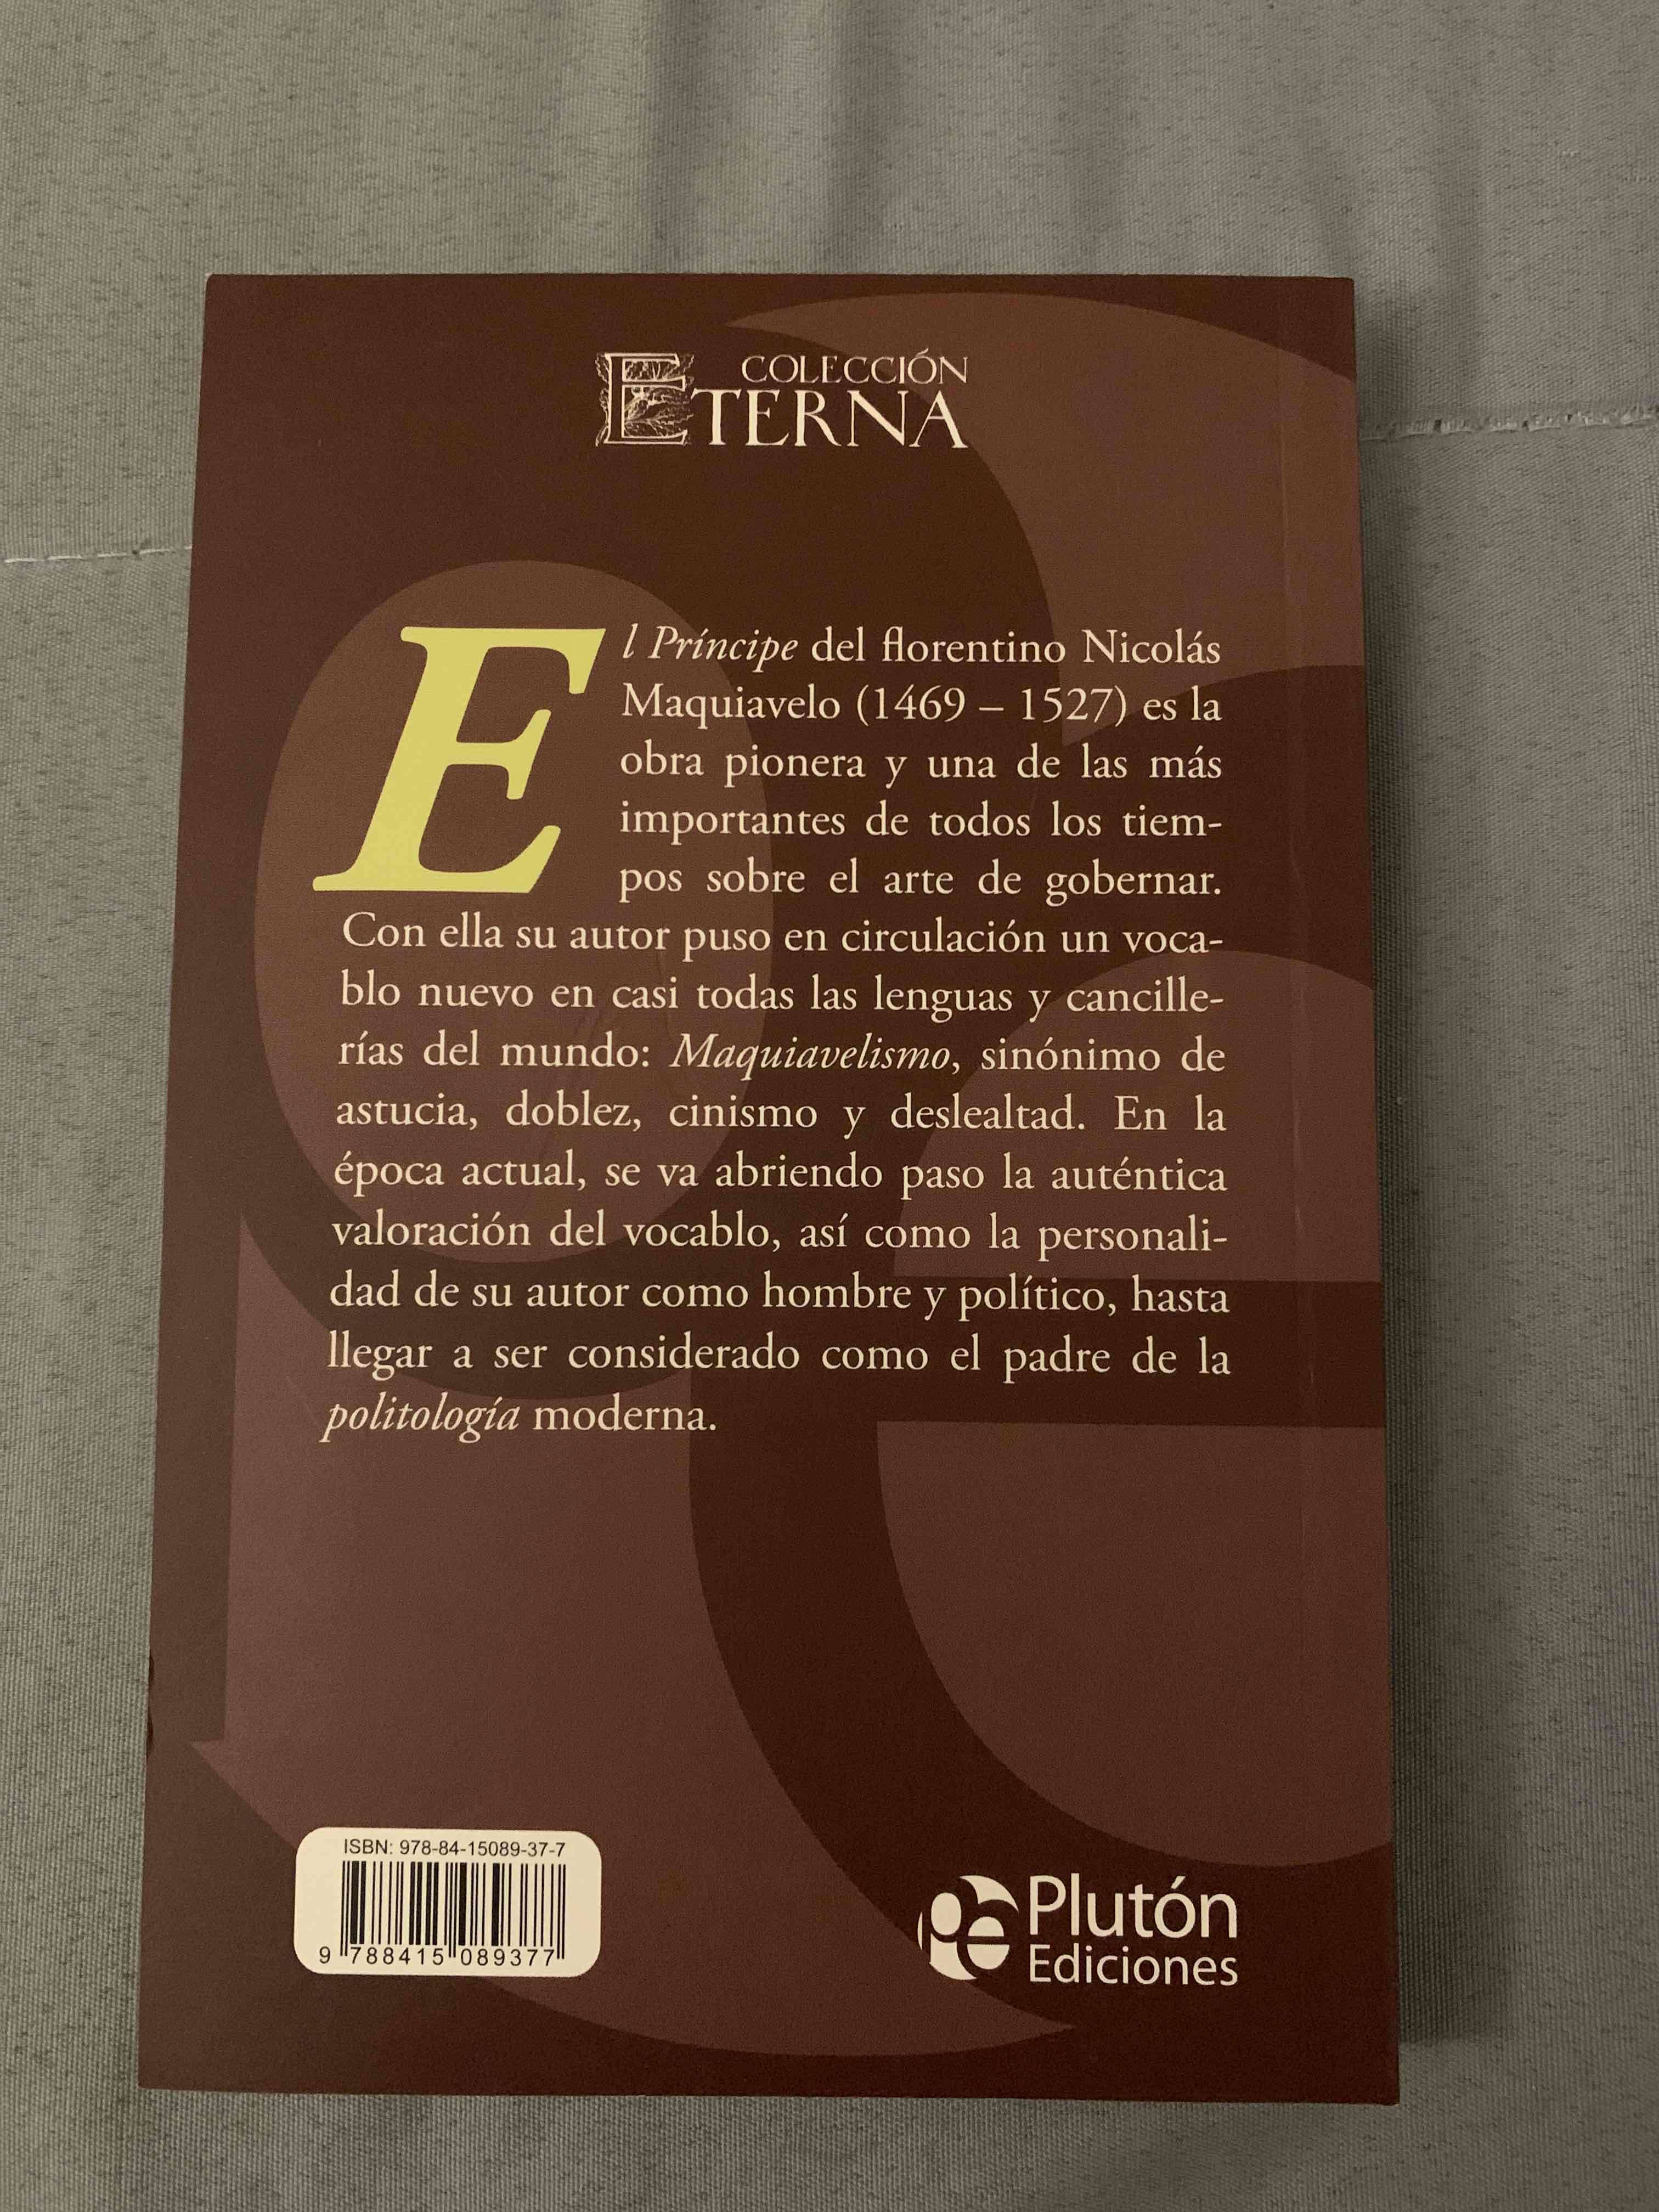 COLECCIÓN
ETERNA
El Príncipe del florentino Nicolás
Maquiavelo (1469 – 1527) es la
obra pionera y una de las más
importantes de todos los tiem-
pos sobre el arte de gobernar.
Con ella su autor puso en circulación un voca-
blo nuevo en casi todas las lenguas y cancille-
rías del mundo: Maquiavelismo, sinónimo de
astucia, doblez, cinismo y deslealtad. En la
época actual, se va abriendo paso la auténtica
valoración del vocablo, así como la personali-
dad de su autor como hombre y político, hasta
llegar a ser considerado como el padre de la
politología moderna.
ISBN: 978-84-15089-37-7
9 788415 089377
pe Plutón
Ediciones